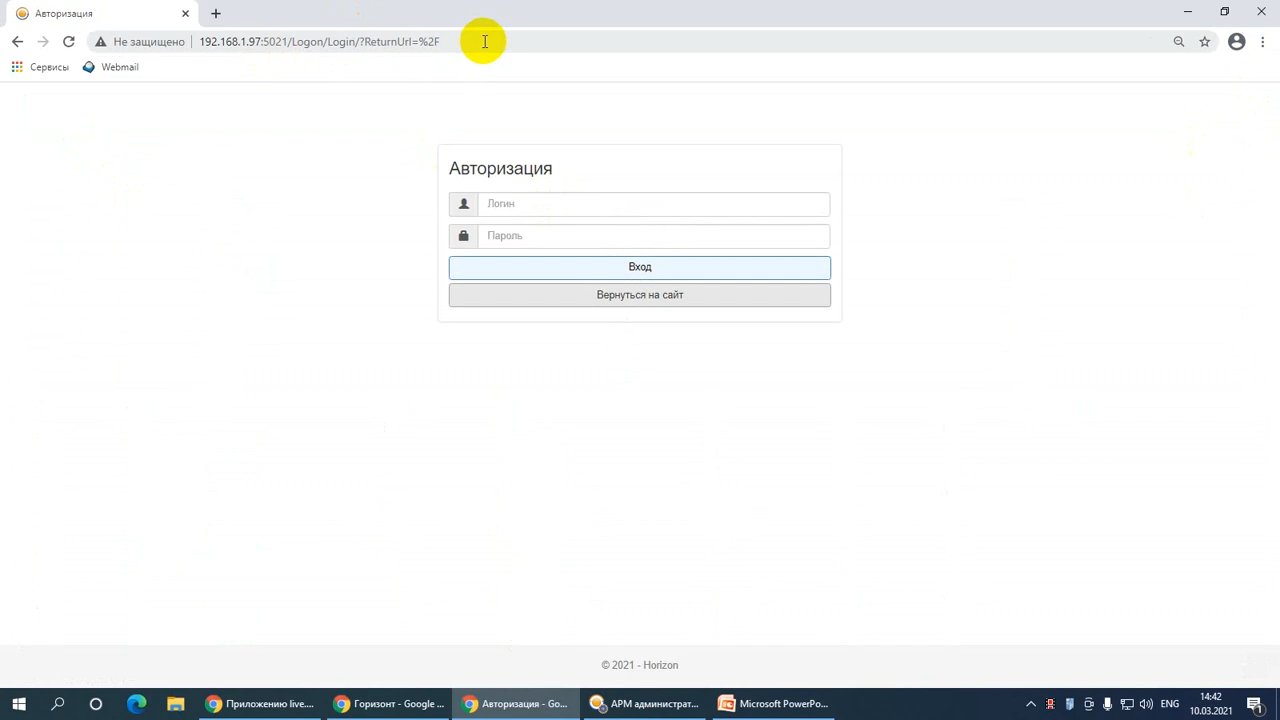 Авторизация
Не защищено
192.168.1.97:5021/Logon/Login/?ReturnUrl=%2F
Сервисы
Webmail
Авторизация
Логин
Пароль
Вход
Вернуться на сайт
© 2021 - Horizon
Приложению live....
Горизонт - Google ...
Авторизация - Go...
АРМ администрат...
Microsoft PowerPo...
ENG
14:42
10.03.2021
1